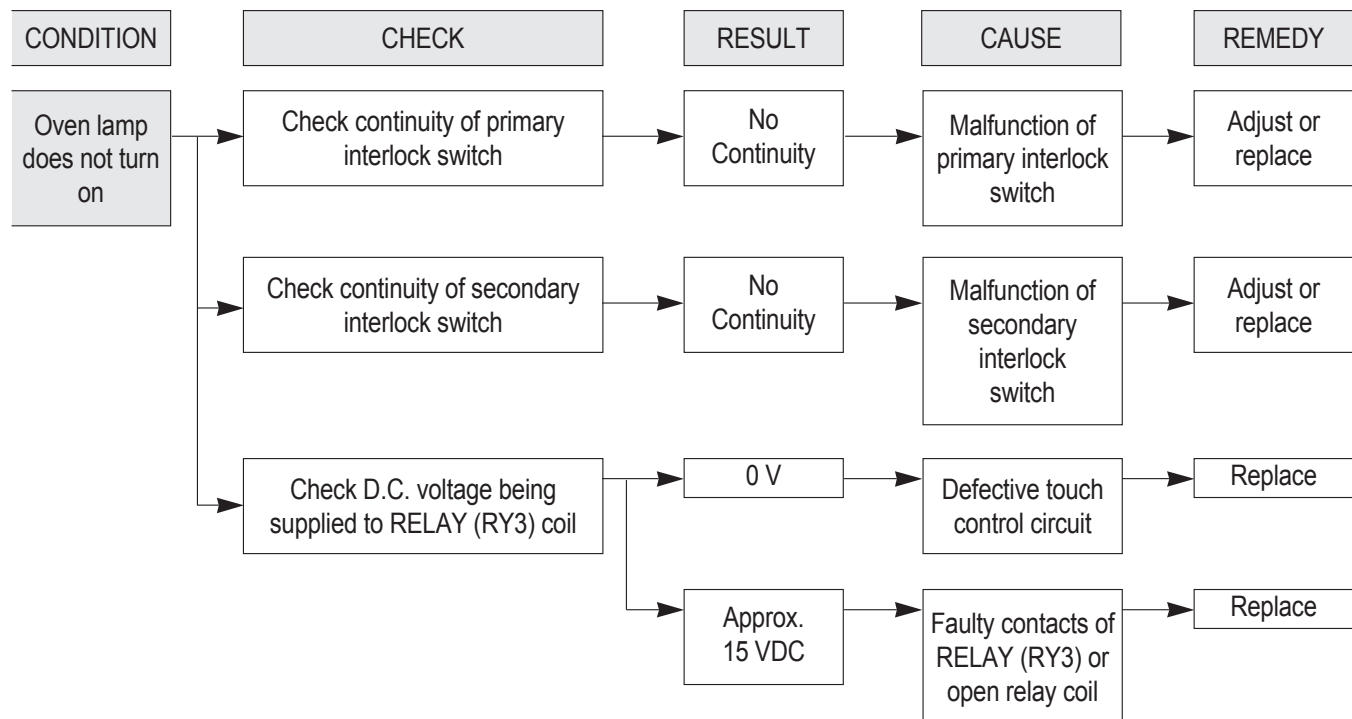 CONDITION
CHECK
RESULT
CAUSE
REMEDY
Oven lamp
does not turn
on
Check continuity of primary
interlock switch
No
Continuity
Malfunction of
primary interlock
switch
Adjust or
replace
Check continuity of secondary
interlock switch
No
Continuity
Malfunction of
secondary
interlock
switch
Adjust or
replace
Check D.C. voltage being
supplied to RELAY (RY3) coil
0 V
Defective touch
control circuit
Replace
Approx.
15 VDC
Faulty contacts of
RELAY (RY3) or
open relay coil
Replace